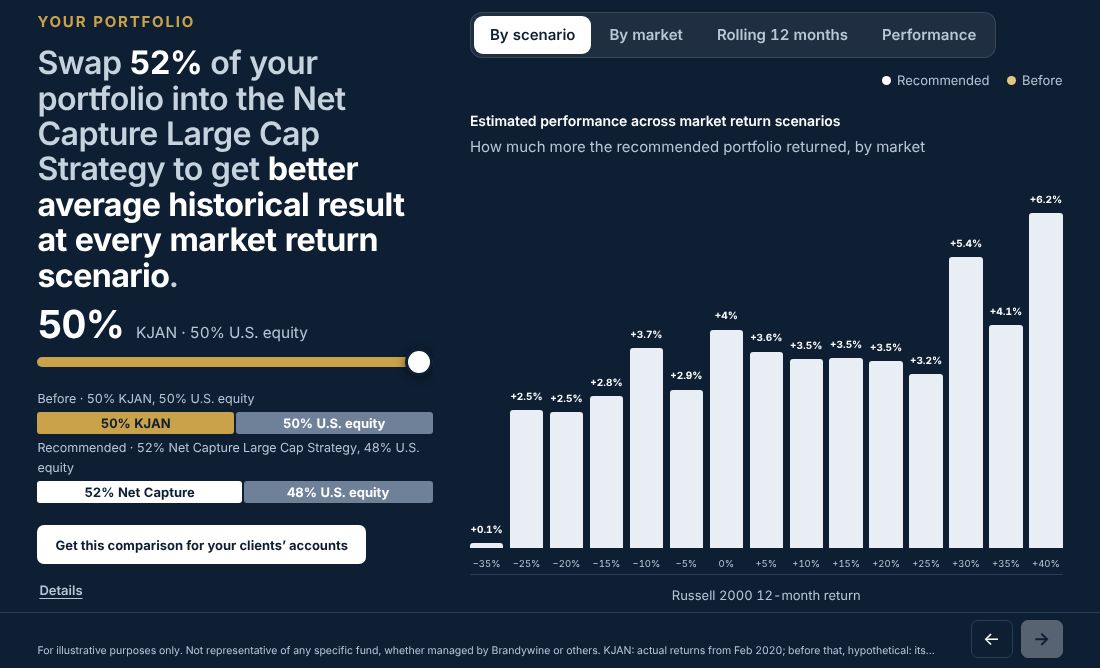 YOUR PORTFOLIO
Swap 52% of your
portfolio into the Net
Capture Large Cap
Strategy to get better
average historical result
at every market return
scenario.
50% KJAN · 50% U.S. equity
Before · 50% KJAN, 50% U.S. equity
50% KJAN 50% U.S. equity
Recommended · 52% Net Capture Large Cap Strategy, 48% U.S.
equity
52% Net Capture 48% U.S. equity
Get this comparison for your clients’ accounts
Details
By scenario By market Rolling 12 months Performance
Recommended Before
Estimated performance across market return scenarios
How much more the recommended portfolio returned, by market
+0.1% +2.5% +2.5% +2.8% +3.7% +2.9% +4% +3.6% +3.5% +3.5% +3.5% +3.2% +5.4% +4.1% +6.2%
−35% −25% −20% −15% −10% −5% 0% +5% +10% +15% +20% +25% +30% +35% +40%
Russell 2000 12-month return
For illustrative purposes only. Not representative of any specific fund, whether managed by Brandywine or others. KJAN: actual returns from Feb 2020; before that, hypothetical: its…
← →